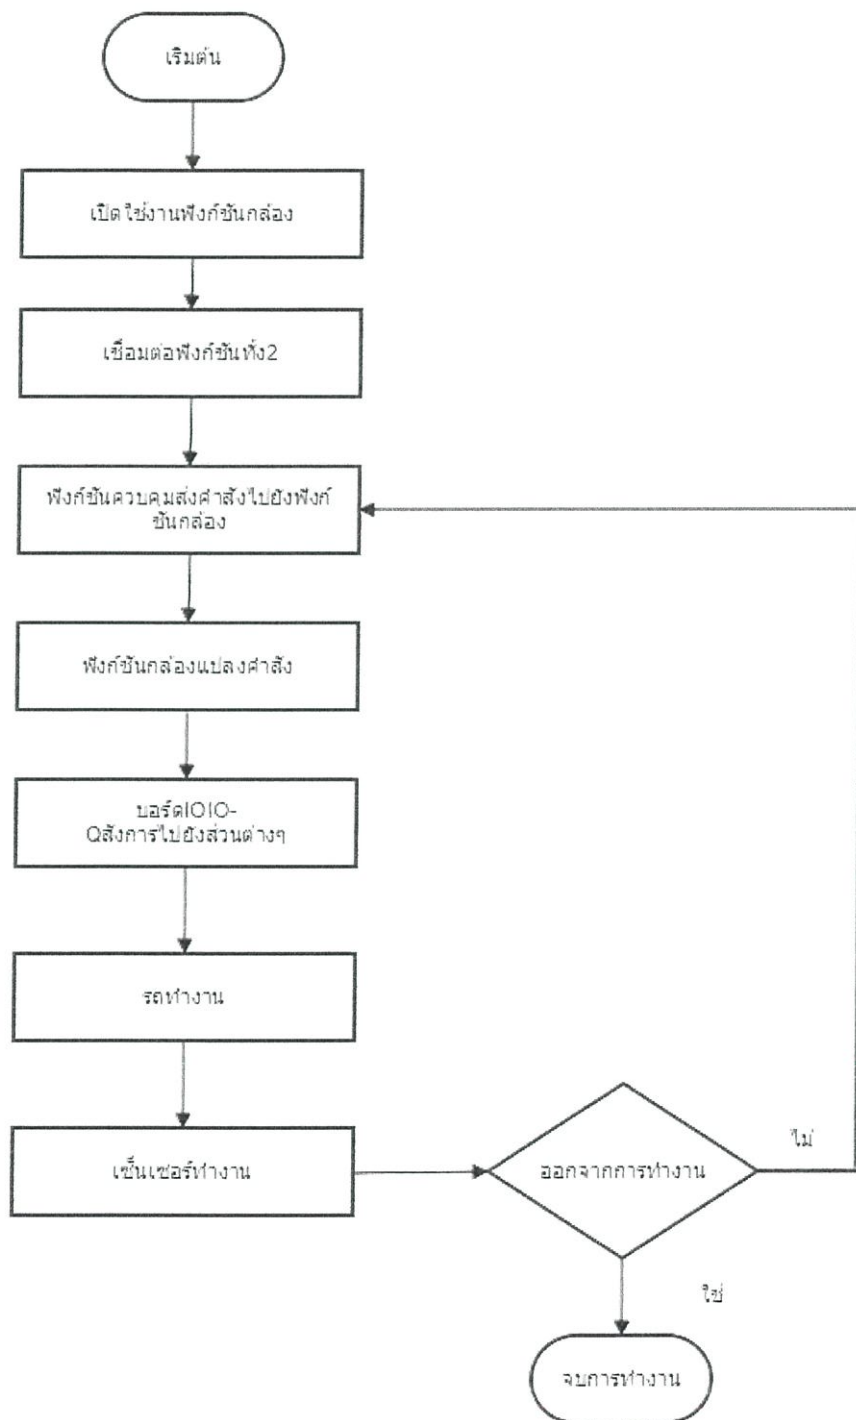 เริ่มต้น
เปิดใช้งานฟังก์ชันกล่อง
เชื่อมต่อฟังก์ชันทั้ง2
ฟังก์ชันควบคุมส่งคำสั่งไปยังฟังก์
ชันกล่อง
ฟังก์ชันกล่องแปลงคำสั่ง
บอร์ดIOIO-
Qสั่งการไปยังส่วนต่างๆ
รถทำงาน
เซ็นเซอร์ทำงาน
ออกจากการทำงาน
ไม่
ใช่
จบการทำงาน